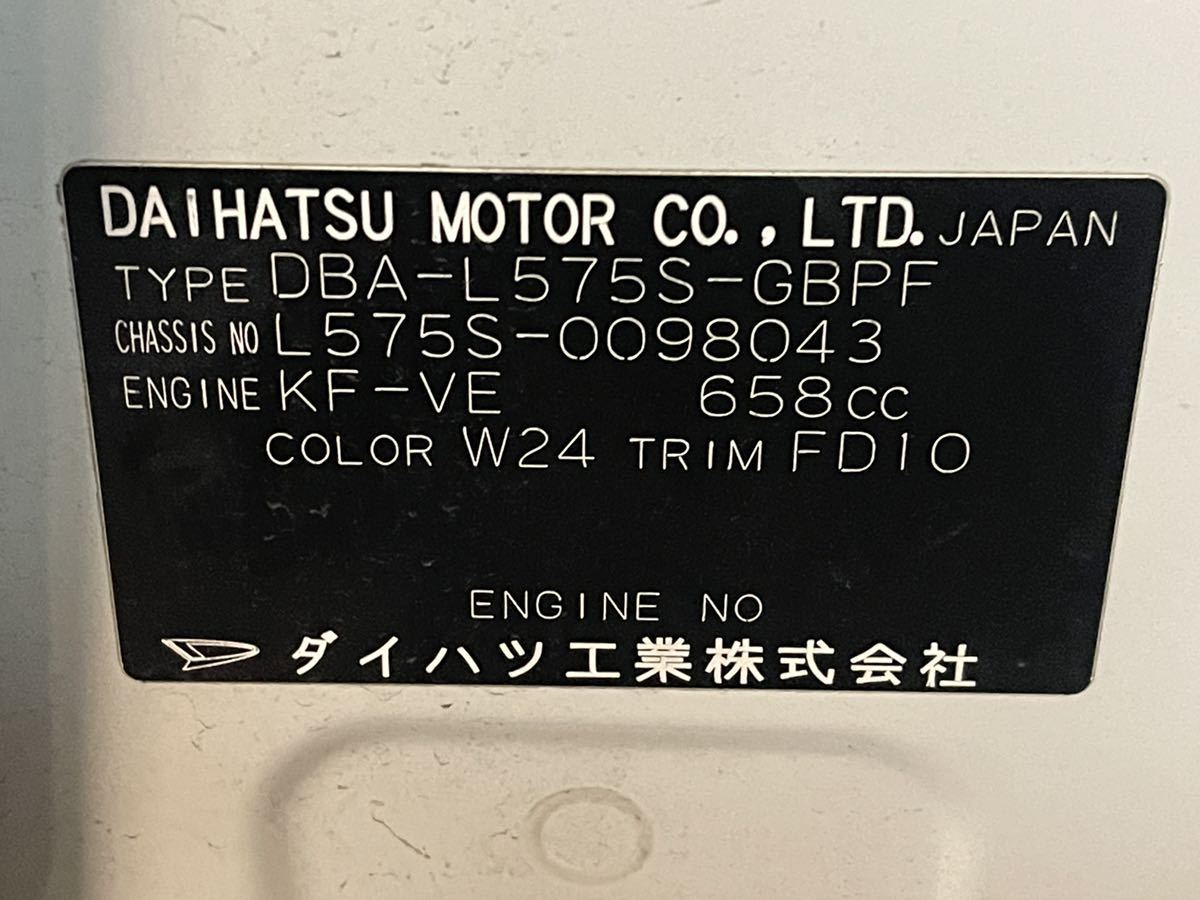 DAIHATSU MOTOR CO., LTD. JAPAN
TYPE DBA-L575S-GBPF
CHASSIS NO L575S-0098043
ENGINE KF-VE 658CC
COLOR W24 TRIM FD10
ENGINE NO
ダイハツ工業株式会社